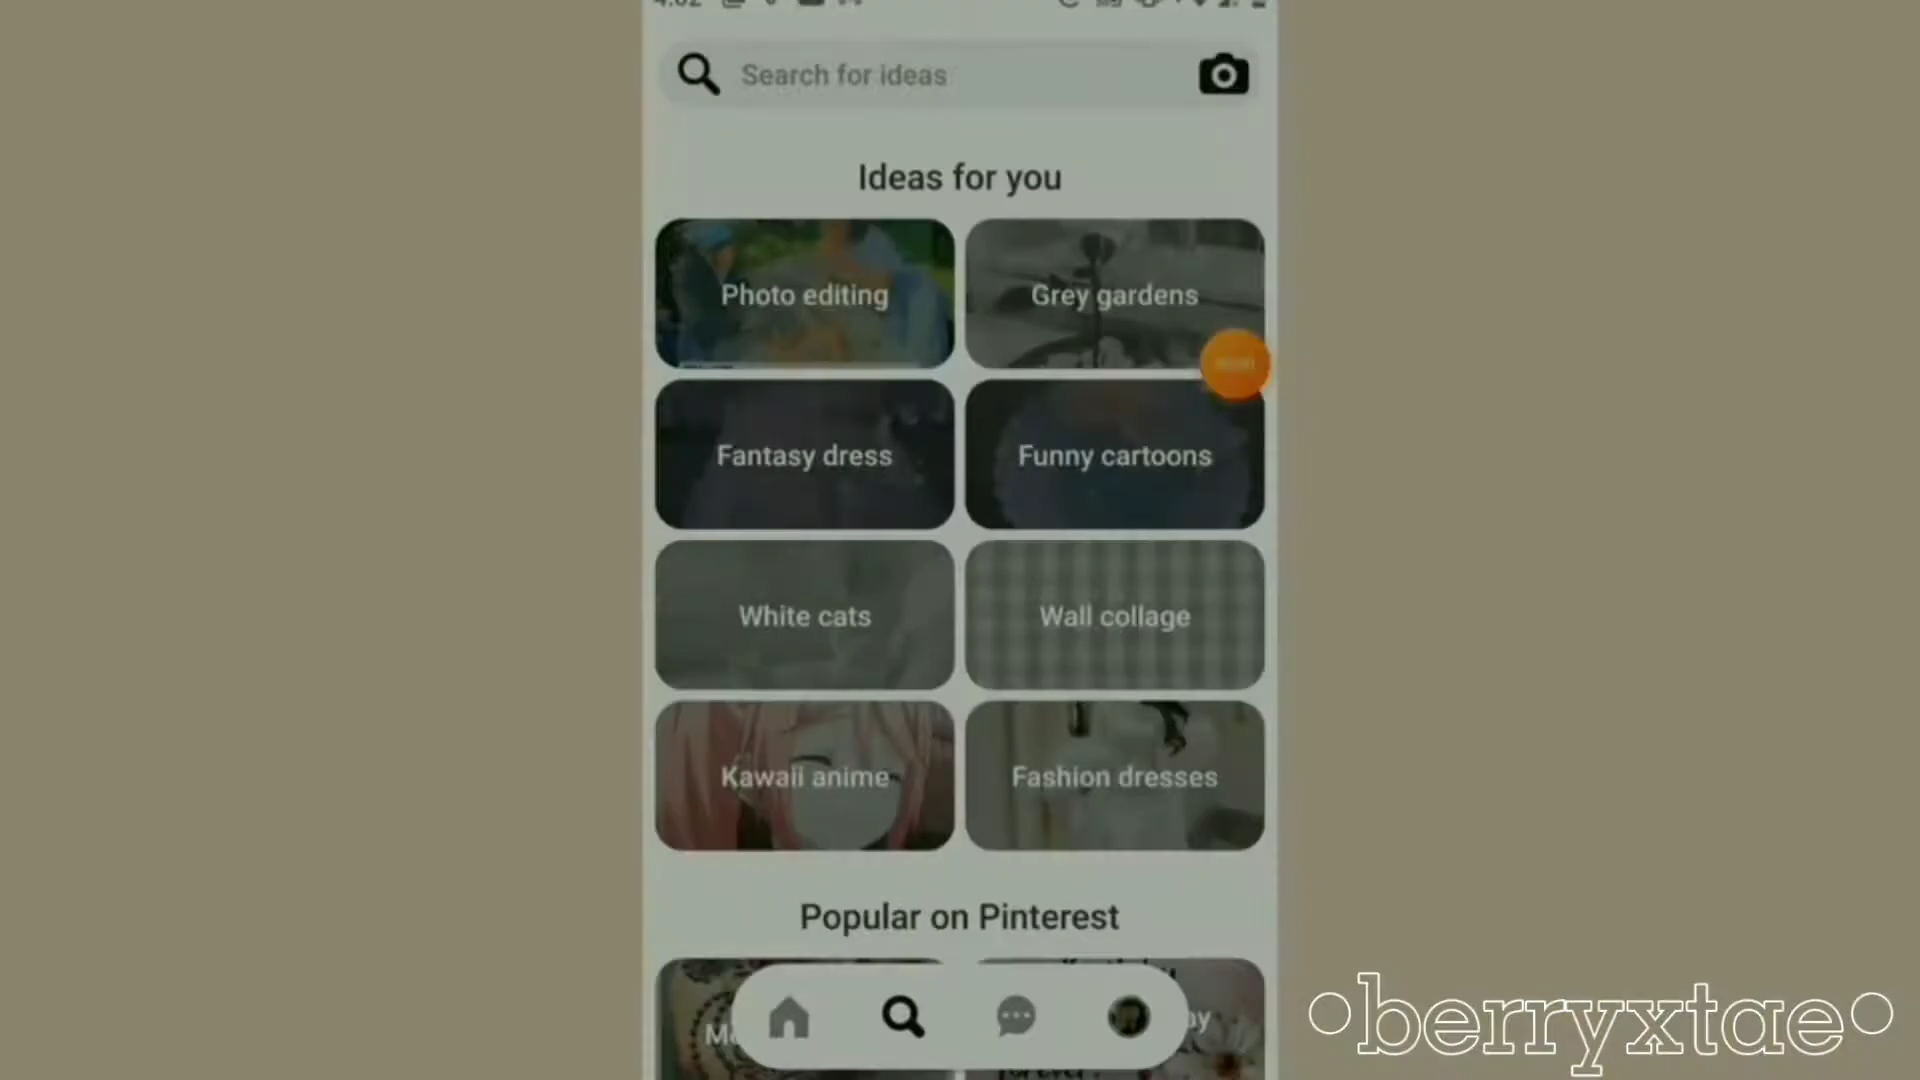 Search for ideas
Ideas for you
Photo editing
Grey gardens
Fantasy dress
Funny cartoons
White cats
Wall collage
Kawaii anime
Fashion dresses
Popular on Pinterest
•berryxtae•